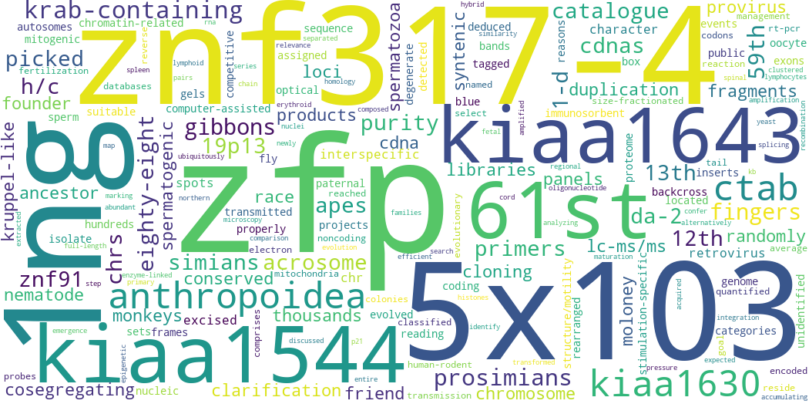 krab-containing
znf317-4
catalogue
provirus
management
autosomes
chromatin-related
rna
hybrid
events
mitogenic
sequence
separated
similarity
cdnas
character
codons
59th
rt-pcr
picked
lymphoid
reverse
competitive
assigned
relevance
spermatozoa
degenerate
detected
syntenic
deduced
bands
1-d
reasons
box
public
oocyte
fertilization
spleen
pairs
series
loci
chain
tagged
duplication
reaction
exons
h/c
databases
gels
optical
homology
named
size-fractionated
spinal
clustered
fragments
lymphocytes
founder
suitable
computer-assisted
composed
blue
select
immunosorbent
amplification
sperm
gibbons
products
erythroid
purity
amplified
kiaa1643
yeast
splicing
recombination
kruppel-like
1ng
map
eighty-eight
spermatogenic
19p13
nuclei
cdna
fetal
ubiquitously
fly
newly
interspecific
libraries
regional
proteome
13th
tail
inserts
kb
ctab
ancestor
marking
abundant
spots
northern
race
zfp
paternal
reached
apes
families
cord
oligonucleotide
panels
backcross
located
confer
alternatively
61st
da-2
fingers
extracted
hundreds
isolate
full-length
chrs
transmitted
microscopy
comparison
properly
electron
projects
noncoding
evolutionary
analyzing
primers
lc-ms/ms
12th
randomly
retrovirus
average
znf91
step
enzyme-linked
primary
simians
acrosome
evolution
conserved
mitochondria
chr
efficient
search
cloning
maturation
coding
histones
structure/motility
rearranged
moloney
stimulation-specific
acquired
genome
quantified
unidentified
nematode
anthropoidea
colonies
monkeys
excised
thousands
evolved
5x103
integration
categories
emergence
sets
frames
comprises
classified
reading
identify
goal
expected
kiaa1544
epigenetic
discussed
p21
entire
human-rodent
transformed
pressure
encoded
probes
prosimians
kiaa1630
reside
cosegregating
nucleic
clarification
friend
transmission
chromosome
accumulating